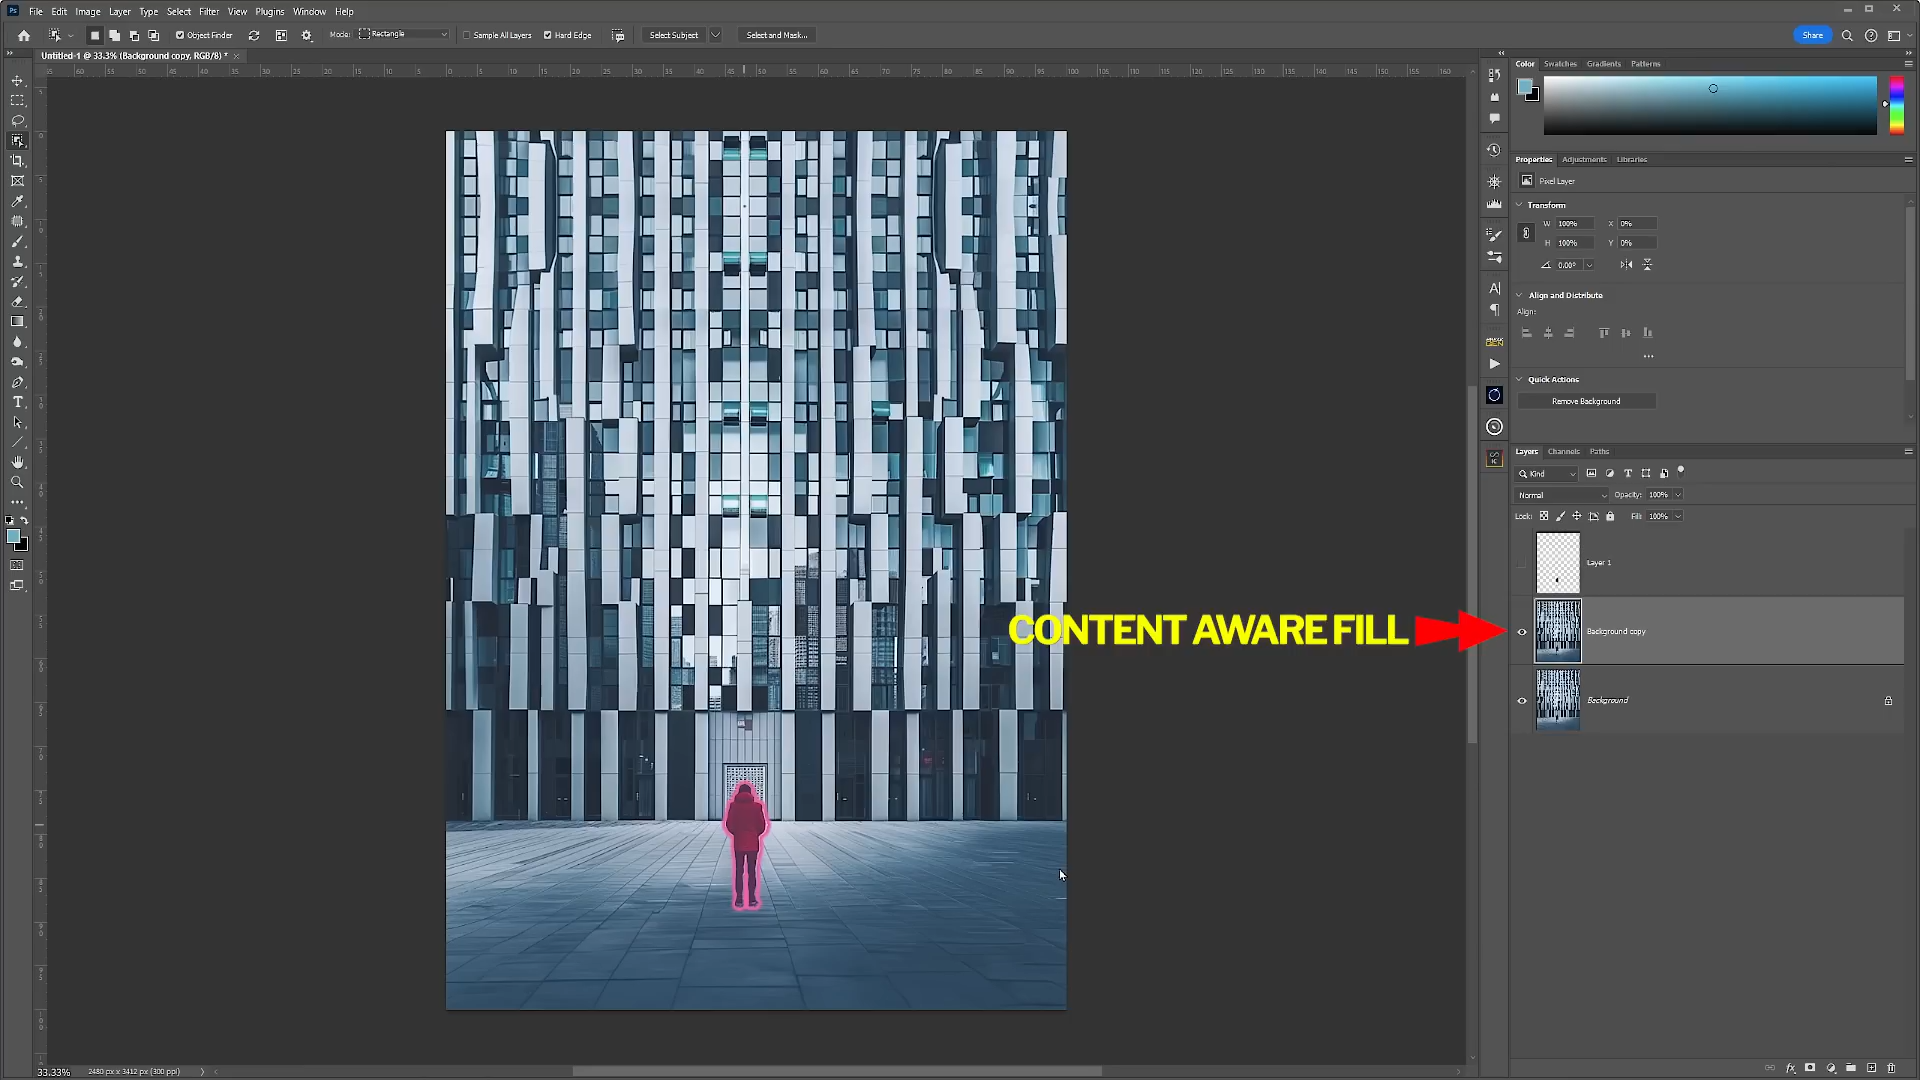 Ps File Edit Image Layer Type Select Filter View Plugins Window Help
Object Finder Mode: Rectangle Sample All Layers Hard Edge Select Subject Select and Mask... Share
Untitled-1 @ 33.3% (Background copy, RGB/8) *
Color Swatches Gradients Patterns
Properties Adjustments Libraries
Pixel Layer
Transform
W 100% X 0%
H 100% Y 0%
0.00°
Align and Distribute
Align:
Quick Actions
Remove Background
Layers Channels Paths
Kind
Normal Opacity: 100%
Lock: Fill: 100%
Layer 1
CONTENT AWARE FILL
Background copy
Background
33.33% 2480 px x 3412 px (300 ppi)